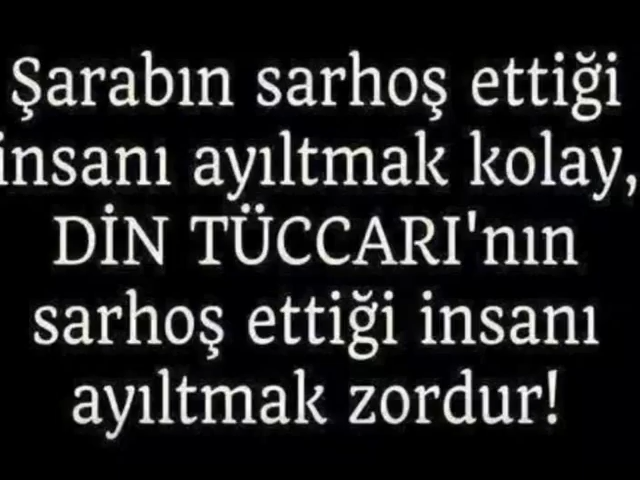 Şarabın sarhoş ettiği
insanı ayıltmak kolay,
DİN TÜCCARI'nın
sarhoş ettiği insanı
ayıltmak zordur!